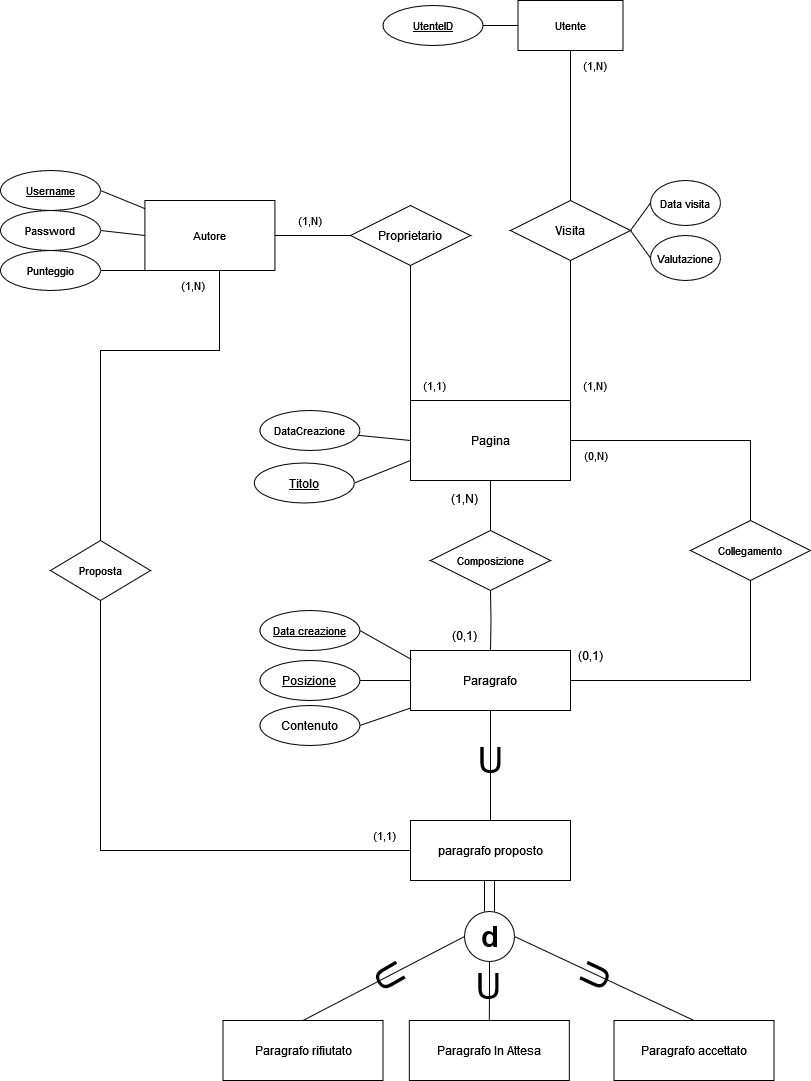 UtenteID
Utente
(1,N)
Username
Password
Punteggio
Autore
(1,N)
Proprietario
Visita
Data visita
Valutazione
(1,N)
(1,1)
(1,N)
DataCreazione
Titolo
Pagina
(0,N)
(1,N)
Proposta
Composizione
Collegamento
Data creazione
Posizione
Contenuto
(0,1)
(0,1)
Paragrafo
(1,1)
paragrafo proposto
d
Paragrafo rifiutato
Paragrafo In Attesa
Paragrafo accettato